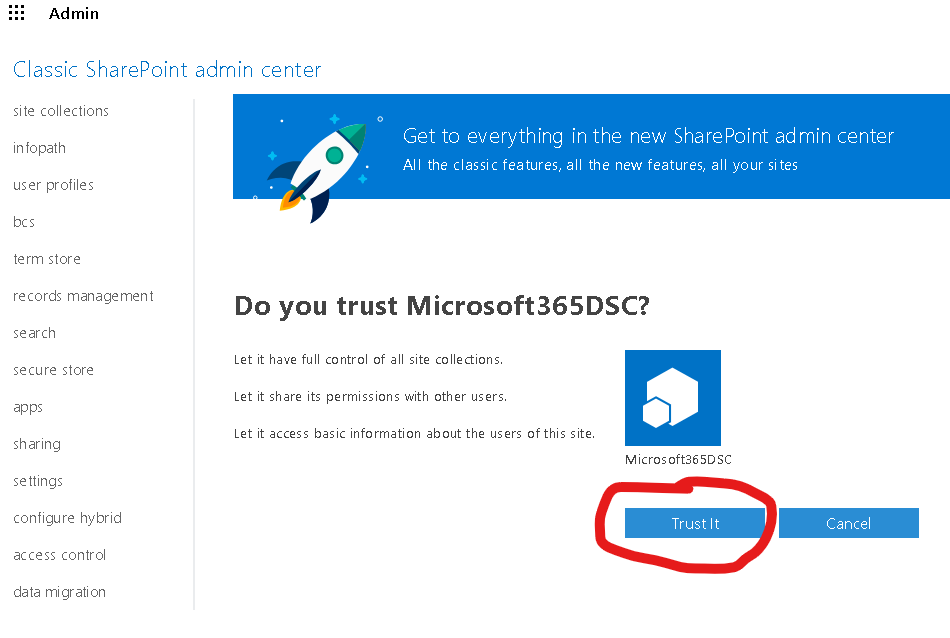 Admin
Classic SharePoint admin center
site collections
infopath
user profiles
bcs
term store
records management
search
secure store
apps
sharing
settings
configure hybrid
access control
data migration
Get to everything in the new SharePoint admin center
All the classic features, all the new features, all your sites
Do you trust Microsoft365DSC?
Let it have full control of all site collections.
Let it share its permissions with other users.
Let it access basic information about the users of this site.
Microsoft365DSC
Trust It
Cancel